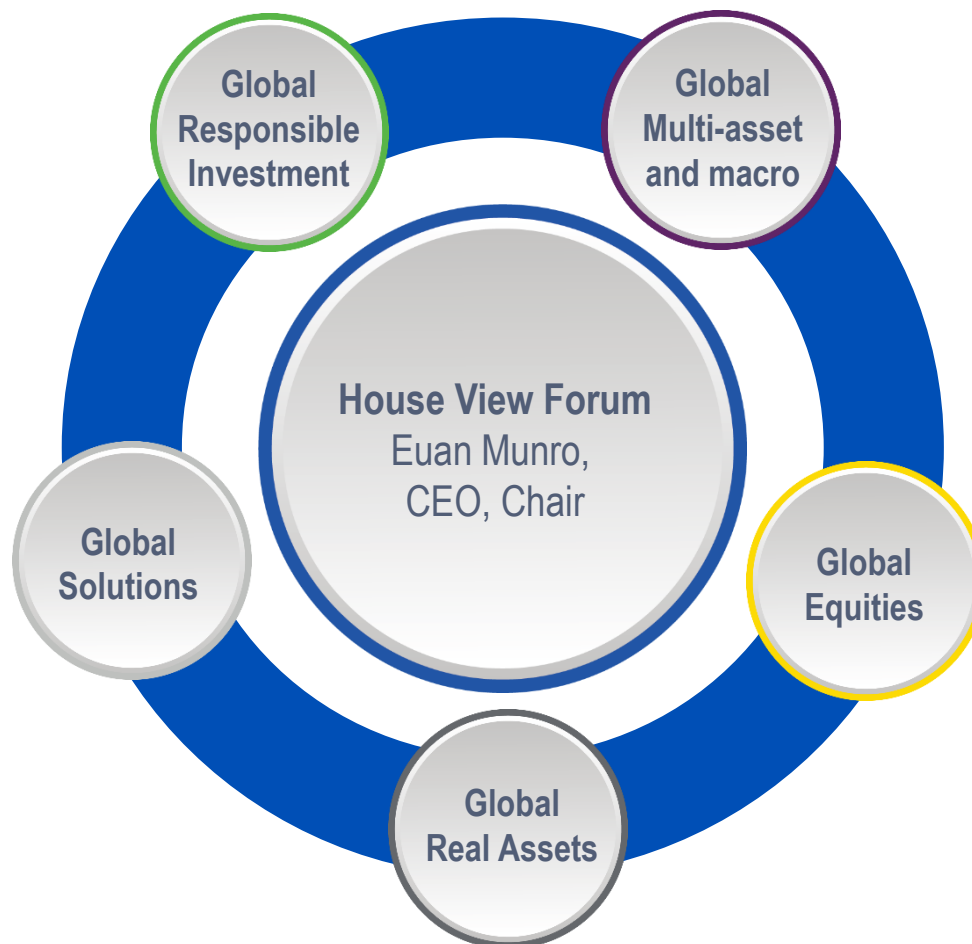 Global
Responsible
Investment
Global
Multi-asset
and macro
House View Forum
Euan Munro,
CEO, Chair
Global
Solutions
Global
Equities
Global
Real Assets